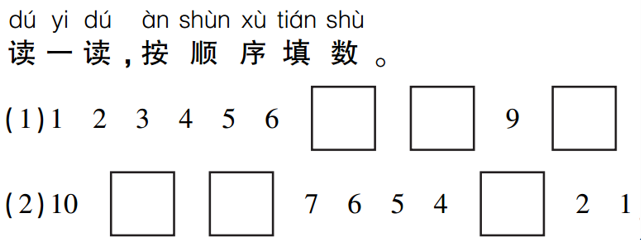 dú yi dú àn shùn xù tián shù
读一读,按顺序填数。
(1)1 2 3 4 5 6 □ □ 9 □
(2)10 □ □ 7 6 5 4 □ 2 1